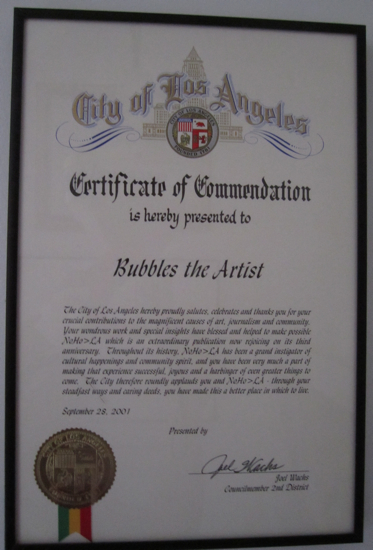 City of Los Angeles
Certificate of Commendation
is hereby presented to
Bubbles the Artist
The City of Los Angeles hereby proudly salutes, celebrates and thanks you for your
crucial contributions to the magnificent causes of art, journalism and community.
Your wondrous work and special insights have blessed and helped to make possible
NoHo>LA which is an extraordinary publication now rejoicing on its third
anniversary. Throughout its history, NoHo>LA has been a grand instigator of
cultural happenings and community spirit, and you have been very much a part of
making that experience successful, joyous and a harbinger of even greater things to
come. The City therefore roundly applauds you and NoHo>LA - through your
steadfast ways and caring deeds, you have made this a better place in which to live.
September 28, 2001
Presented by
Joel Wachs
Joel Wachs
Councilmember 2nd District